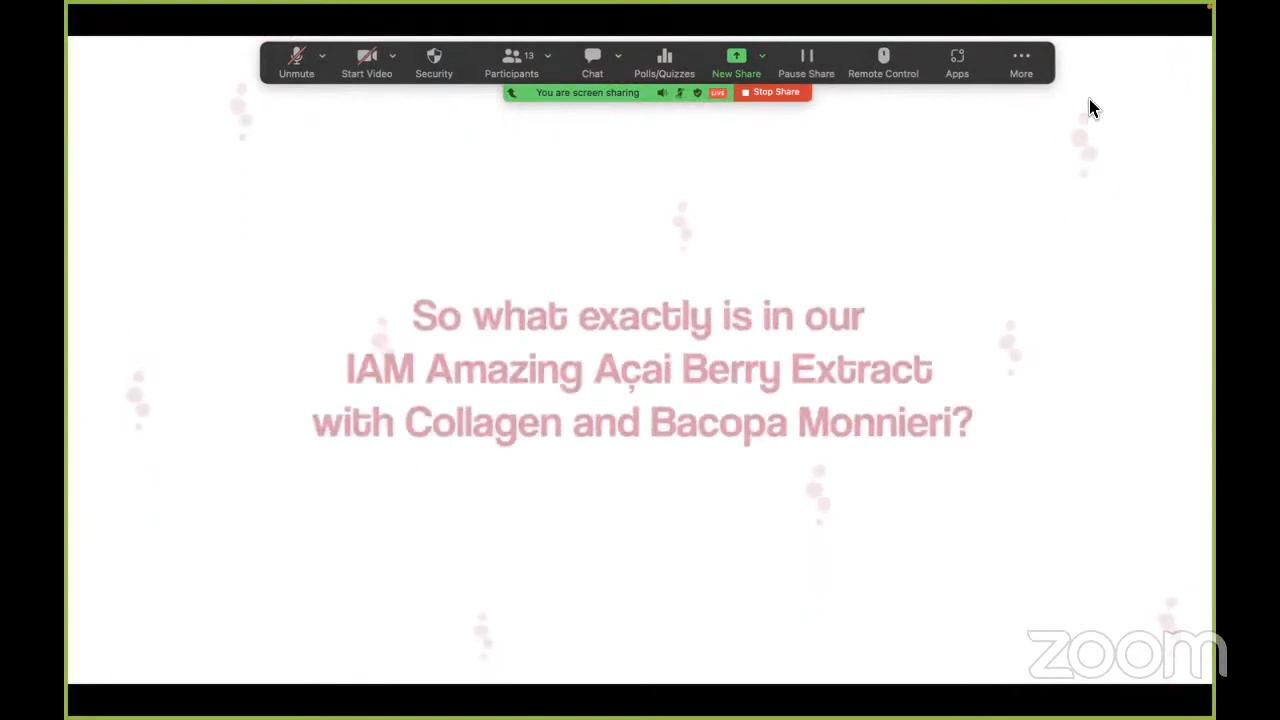 13
Unmute
Start Video
Security
Participants
Chat
Polls/Quizzes
New Share
Pause Share
Remote Control
Apps
More
You are screen sharing
LIVE
Stop Share
So what exactly is in our
IAM Amazing Açai Berry Extract
with Collagen and Bacopa Monnieri?
zoom